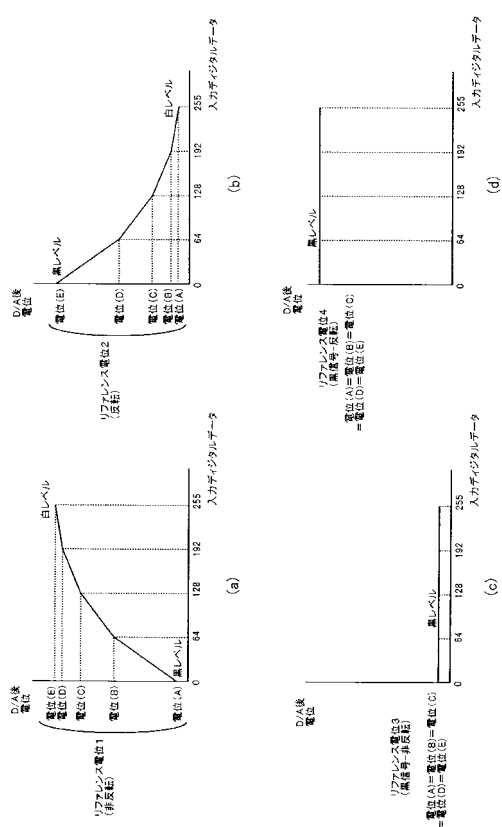 D/A後
電位
電位(E)
電位(D)
電位(C)
電位(B)
電位(A)
リファレンス電位1
(非反転)
白レベル
黒レベル
0
64
128
192
255
入力ディジタルデータ
(a)
D/A後
電位
電位(E)
電位(D)
電位(C)
電位(B)
電位(A)
リファレンス電位2
(反転)
黒レベル
白レベル
0
64
128
192
255
入力ディジタルデータ
(b)
D/A後
電位
リファレンス電位3
(黒信号-非反転)
電位(A)=電位(B)=電位(C)
=電位(D)=電位(E)
黒レベル
0
64
128
192
255
入力ディジタルデータ
(c)
D/A後
電位
リファレンス電位4
(黒信号-反転)
電位(A)=電位(B)=電位(C)
=電位(D)=電位(E)
黒レベル
0
64
128
192
255
入力ディジタルデータ
(d)